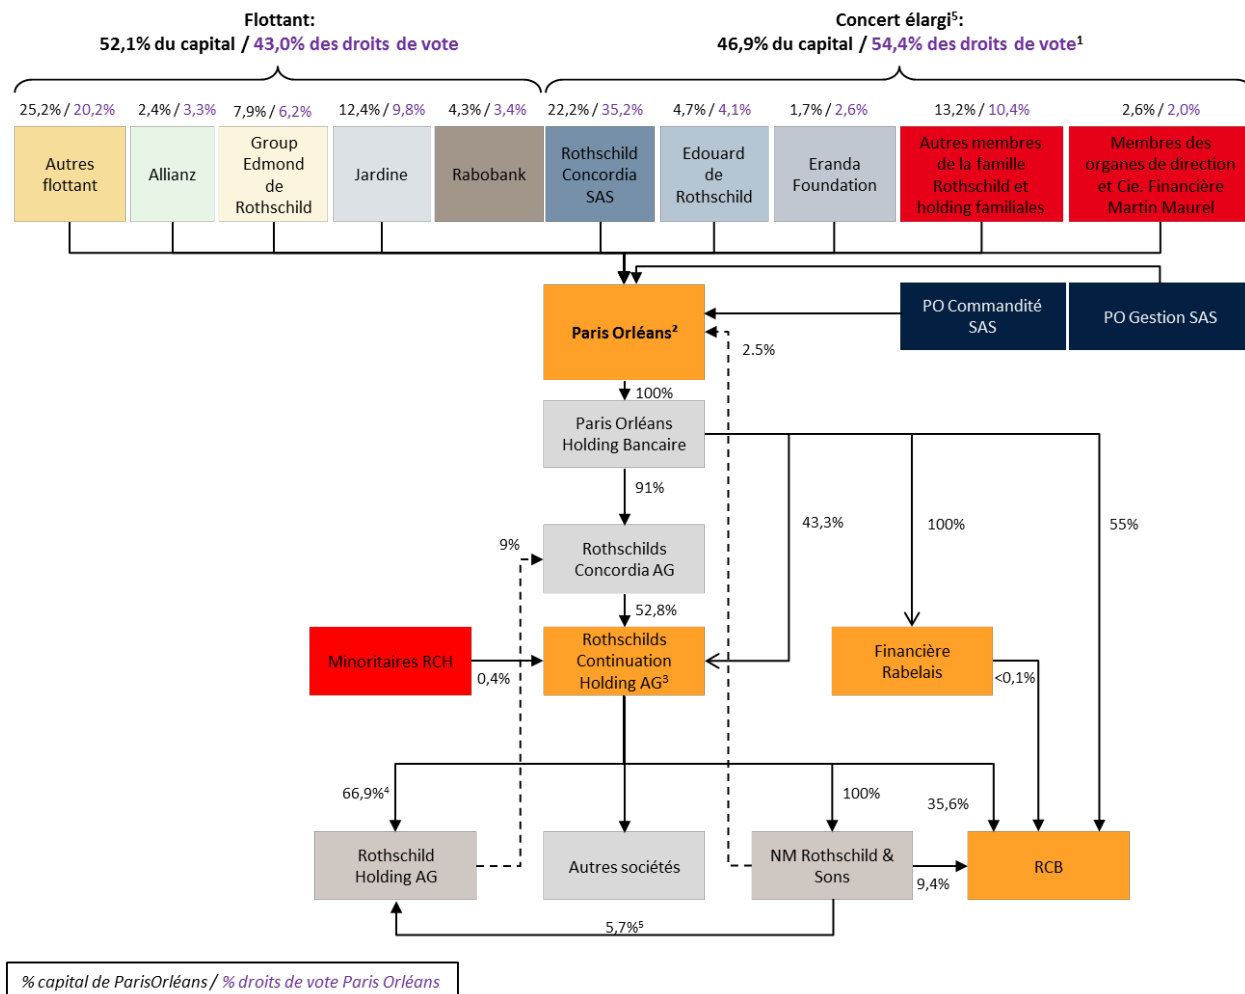 Flottant:
52,1% du capital / 43,0% des droits de vote
Concert élargi⁵:
46,9% du capital / 54,4% des droits de vote¹
25,2% / 20,2%
2,4% / 3,3%
7,9% / 6,2%
12,4% / 9,8%
4,3% / 3,4%
22,2% / 35,2%
4,7% / 4,1%
1,7% / 2,6%
13,2% / 10,4%
2,6% / 2,0%
Autres
flottant
Allianz
Group
Edmond
de
Rothschild
Jardine
Rabobank
Rothschild
Concordia
SAS
Edouard
de
Rothschild
Eranda
Foundation
Autres membres
de la famille
Rothschild et
holding familiales
Membres des
organes de direction
et Cie. Financière
Martin Maurel
Paris Orléans²
PO Commandité
SAS
PO Gestion SAS
2.5%
100%
Paris Orléans
Holding Bancaire
91%
43,3%
100%
55%
9%
Rothschilds
Concordia AG
52,8%
Minoritaires RCH
0,4%
Rothschilds
Continuation
Holding AG³
Financière
Rabelais
<0,1%
66,9%⁴
100%
35,6%
Rothschild
Holding AG
Autres sociétés
NM Rothschild &
Sons
9,4%
RCB
5,7%⁵
% capital de ParisOrléans / % droits de vote Paris Orléans